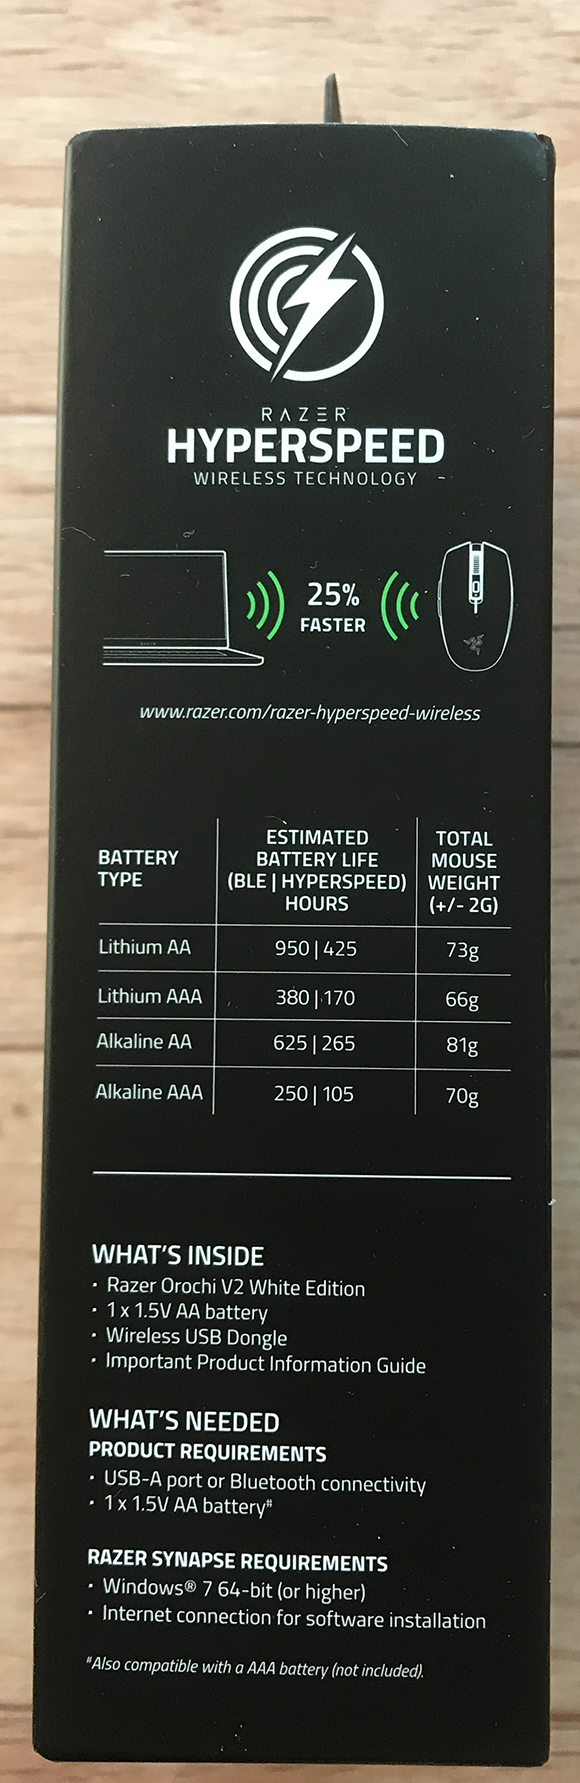 RAZER
HYPERSPEED
WIRELESS TECHNOLOGY
25%
FASTER
www.razer.com/razer-hyperspeed-wireless
BATTERY TYPE | ESTIMATED BATTERY LIFE (BLE | HYPERSPEED) HOURS | TOTAL MOUSE WEIGHT (+/- 2G)
Lithium AA 950 | 425 73g
Lithium AAA 380 | 170 66g
Alkaline AA 625 | 265 81g
Alkaline AAA 250 | 105 70g
WHAT'S INSIDE
· Razer Orochi V2 White Edition
· 1 x 1.5V AA battery
· Wireless USB Dongle
· Important Product Information Guide
WHAT'S NEEDED
PRODUCT REQUIREMENTS
· USB-A port or Bluetooth connectivity
· 1 x 1.5V AA battery#
RAZER SYNAPSE REQUIREMENTS
· Windows® 7 64-bit (or higher)
· Internet connection for software installation
#Also compatible with a AAA battery (not included).